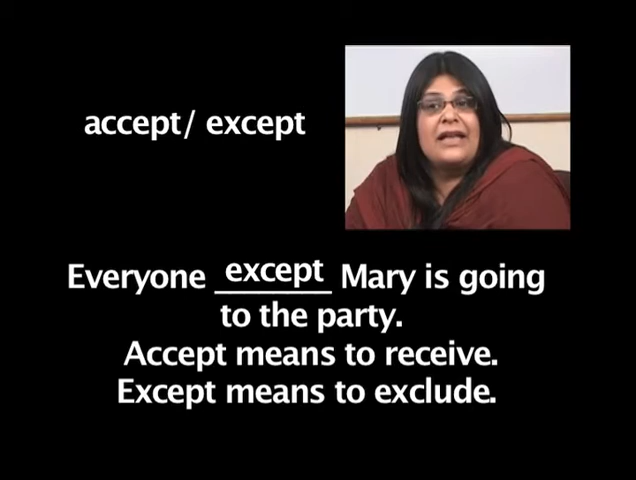 accept/ except
Everyone except Mary is going
to the party.
Accept means to receive.
Except means to exclude.